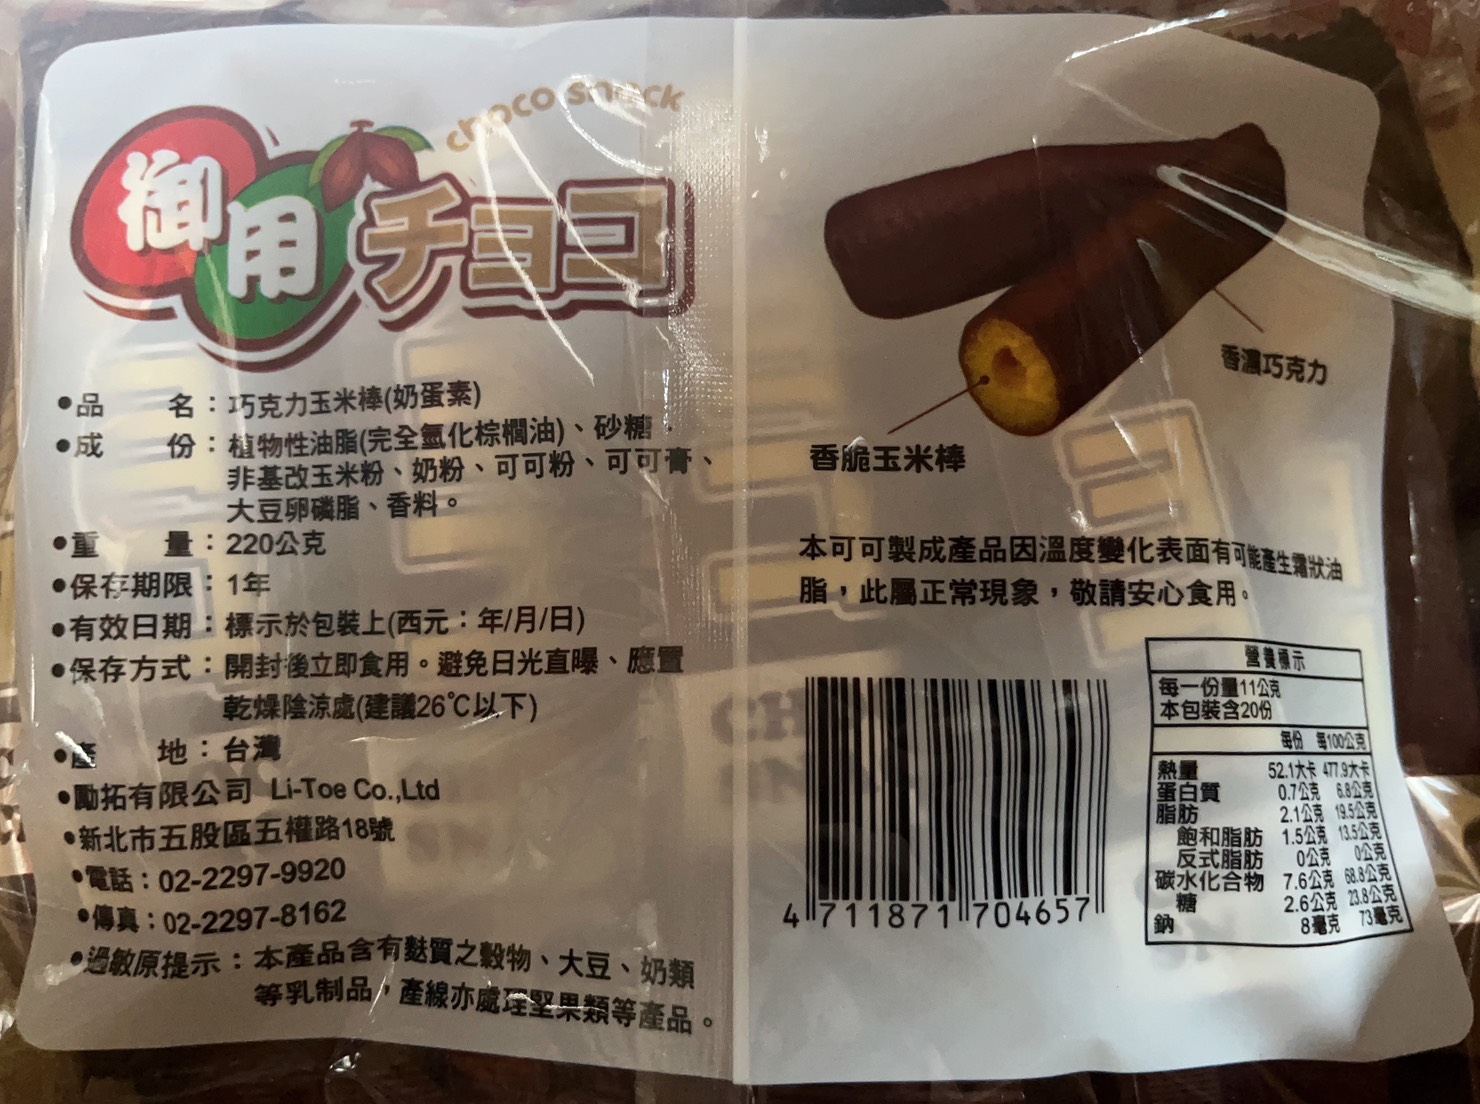 choco snack
御用チョコ
●品 名：巧克力玉米棒(奶蛋素)
●成 份：植物性油脂(完全氫化棕櫚油)、砂糖、
非基改玉米粉、奶粉、可可粉、可可膏、
大豆卵磷脂、香料。
●重 量：220公克
●保存期限：1年
●有效日期：標示於包裝上(西元：年/月/日)
●保存方式：開封後立即食用。避免日光直曝、應置
乾燥陰涼處(建議26℃以下)
●產 地：台灣
●勵拓有限公司 Li-Toe Co.,Ltd
●新北市五股區五權路18號
●電話：02-2297-9920
●傳真：02-2297-8162
●過敏原提示：本產品含有麩質之穀物、大豆、奶類
等乳制品，產線亦處理堅果類等產品。
香濃巧克力
香脆玉米棒
本可可製成產品因溫度變化表面有可能產生霜狀油
脂，此屬正常現象，敬請安心食用。
4 711871 704657
營養標示
每一份量11公克
本包裝含20份
每份 每100公克
熱量 52.1大卡 477.9大卡
蛋白質 0.7公克 6.8公克
脂肪 2.1公克 19.5公克
飽和脂肪 1.5公克 13.5公克
反式脂肪 0公克 0公克
碳水化合物 7.6公克 68.8公克
糖 2.6公克 23.8公克
鈉 8毫克 73毫克